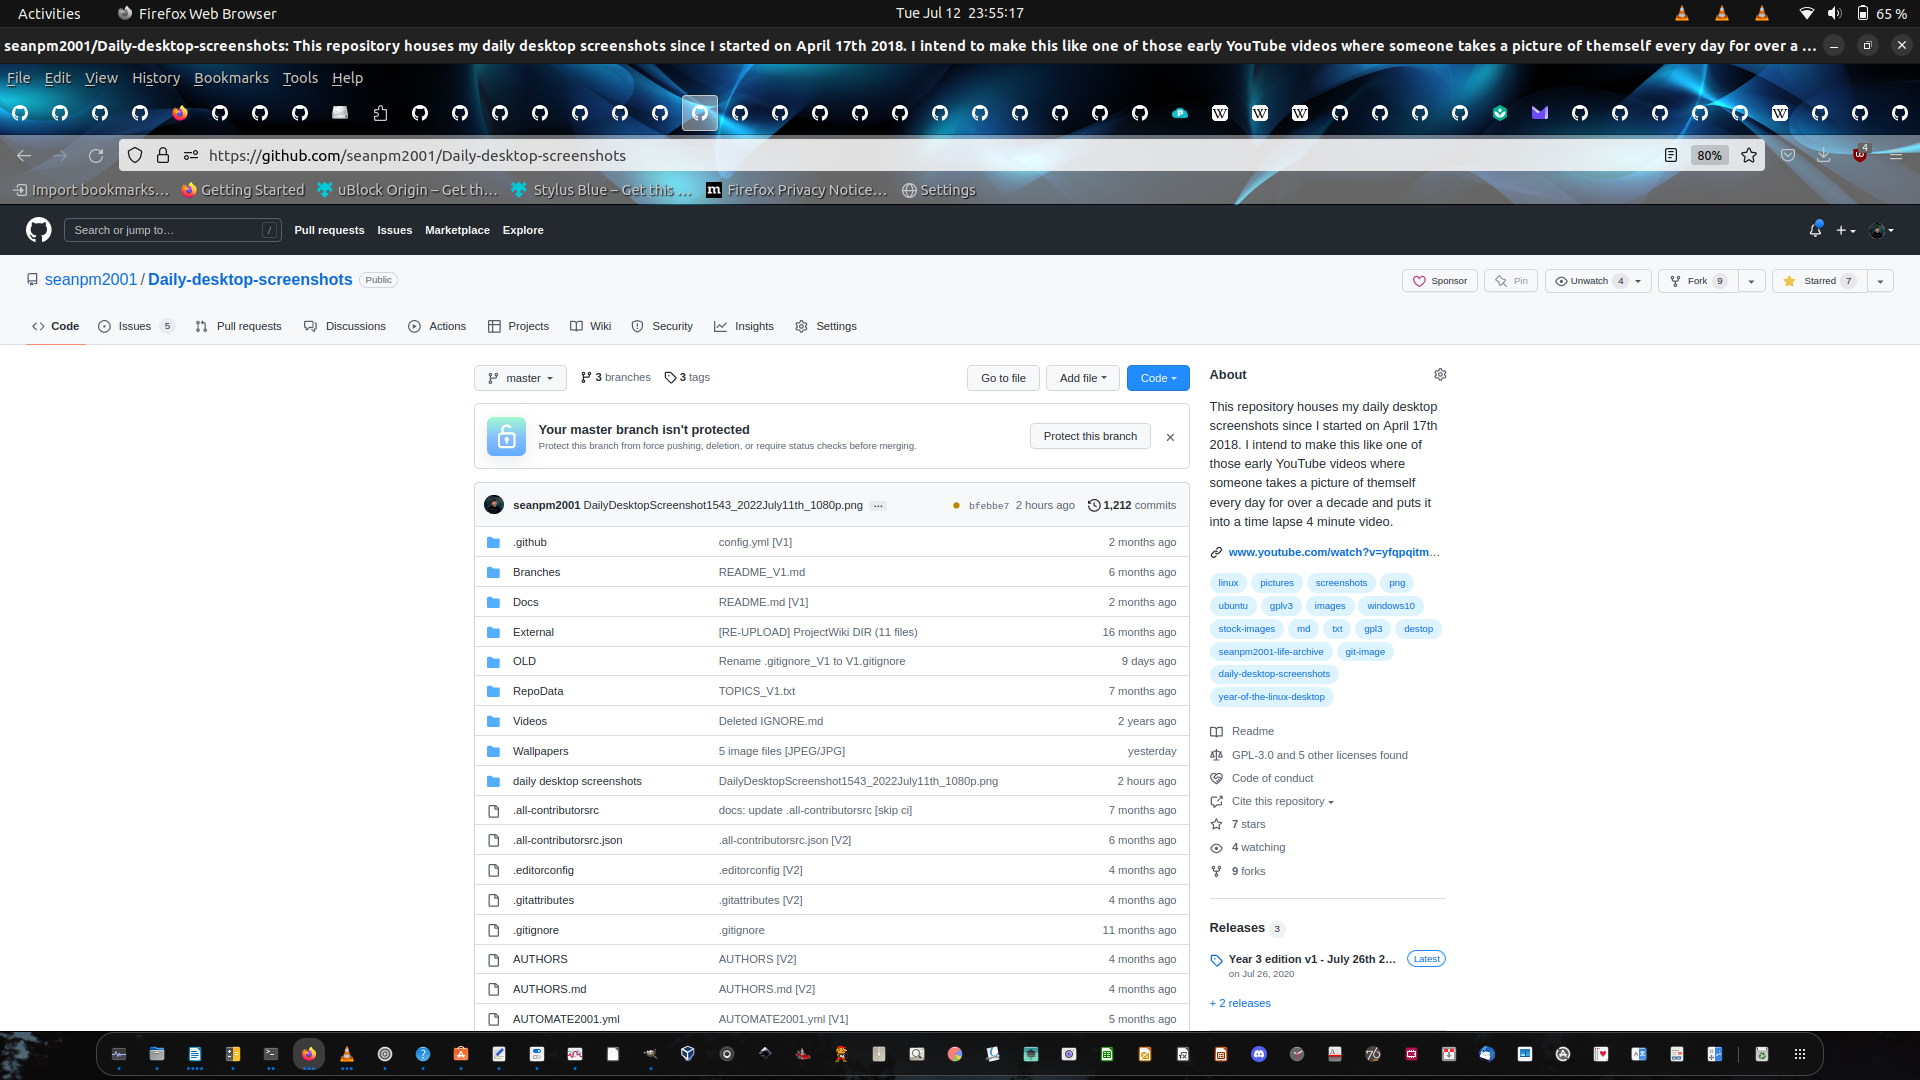 Activities Firefox Web Browser Tue Jul 12 23:55:17 65 %
seanpm2001/Daily-desktop-screenshots: This repository houses my daily desktop screenshots since I started on April 17th 2018. I intend to make this like one of those early YouTube videos where someone takes a picture of themself every day for over a ...
File Edit View History Bookmarks Tools Help
https://github.com/seanpm2001/Daily-desktop-screenshots 80% 4
Import bookmarks… Getting Started uBlock Origin – Get th… Stylus Blue – Get this … Firefox Privacy Notice… Settings
Search or jump to… / Pull requests Issues Marketplace Explore
seanpm2001 / Daily-desktop-screenshots Public Sponsor Pin Unwatch 4 Fork 9 Starred 7
Code Issues 5 Pull requests Discussions Actions Projects Wiki Security Insights Settings
master 3 branches 3 tags Go to file Add file Code
Your master branch isn't protected
Protect this branch from force pushing, deletion, or require status checks before merging.
Protect this branch
seanpm2001 DailyDesktopScreenshot1543_2022July11th_1080p.png ... bfebbe7 2 hours ago 1,212 commits
.github config.yml [V1] 2 months ago
Branches README_V1.md 6 months ago
Docs README.md [V1] 2 months ago
External [RE-UPLOAD] ProjectWiki DIR (11 files) 16 months ago
OLD Rename .gitignore_V1 to V1.gitignore 9 days ago
RepoData TOPICS_V1.txt 7 months ago
Videos Deleted IGNORE.md 2 years ago
Wallpapers 5 image files [JPEG/JPG] yesterday
daily desktop screenshots DailyDesktopScreenshot1543_2022July11th_1080p.png 2 hours ago
.all-contributorsrc docs: update .all-contributorsrc [skip ci] 7 months ago
.all-contributorsrc.json .all-contributorsrc.json [V2] 6 months ago
.editorconfig .editorconfig [V2] 4 months ago
.gitattributes .gitattributes [V2] 4 months ago
.gitignore .gitignore 11 months ago
AUTHORS AUTHORS [V2] 4 months ago
AUTHORS.md AUTHORS.md [V2] 4 months ago
AUTOMATE2001.yml AUTOMATE2001.yml [V1] 5 months ago
About
This repository houses my daily desktop
screenshots since I started on April 17th
2018. I intend to make this like one of
those early YouTube videos where
someone takes a picture of themself
every day for over a decade and puts it
into a time lapse 4 minute video.
www.youtube.com/watch?v=yfqpqitm…
linux pictures screenshots png
ubuntu gplv3 images windows10
stock-images md txt gpl3 destop
seanpm2001-life-archive git-image
daily-desktop-screenshots
year-of-the-linux-desktop
Readme
GPL-3.0 and 5 other licenses found
Code of conduct
Cite this repository
7 stars
4 watching
9 forks
Releases 3
Year 3 edition v1 - July 26th 2… Latest
on Jul 26, 2020
+ 2 releases